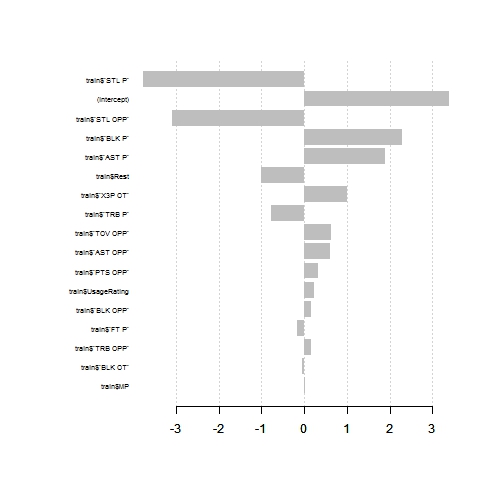 train$`STL P`
(Intercept)
train$`STL OPP`
train$`BLK P`
train$`AST P`
train$Rest
train$`X3P OT`
train$`TRB P`
train$`TOV OPP`
train$`AST OPP`
train$`PTS OPP`
train$UsageRating
train$`BLK OPP`
train$`FT P`
train$`TRB OPP`
train$`BLK OT`
train$MP
-3 -2 -1 0 1 2 3